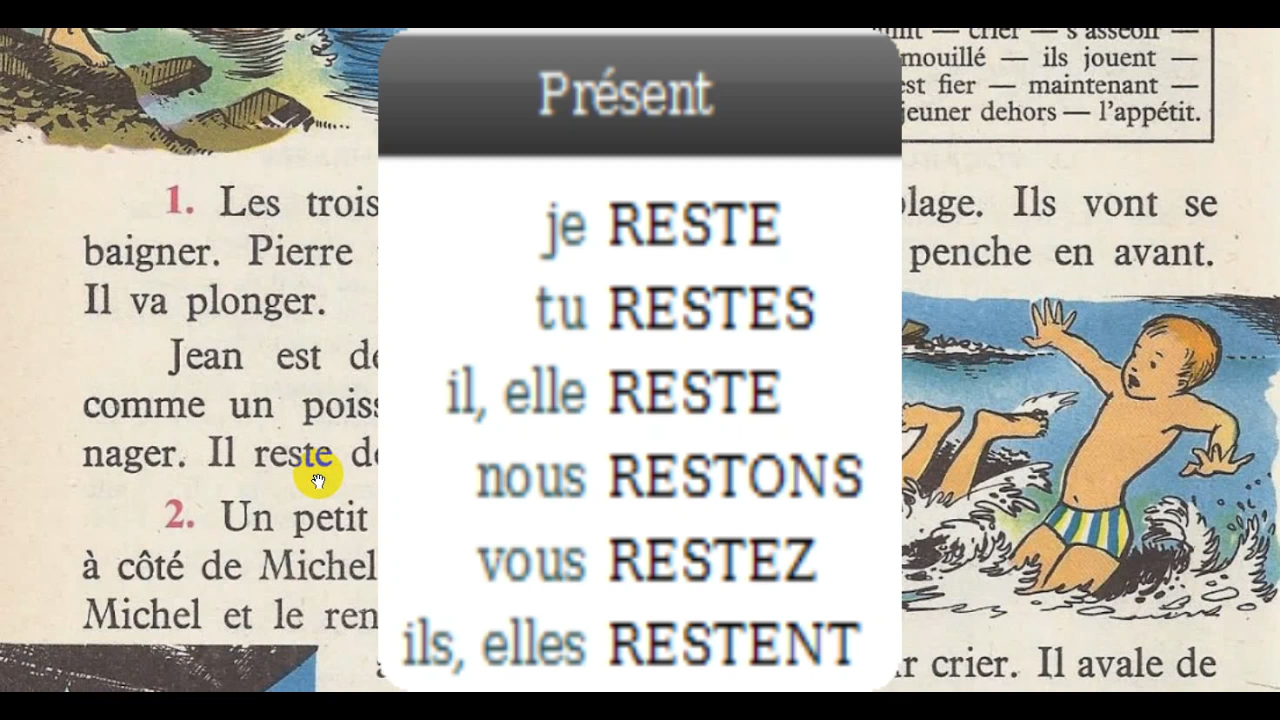 crier — s'asseoir —
mouillé — ils jouent —
est fier — maintenant —
jeuner dehors — l'appétit.
Présent
je RESTE
tu RESTES
il, elle RESTE
nous RESTONS
vous RESTEZ
ils, elles RESTENT
1. Les trois
baigner. Pierre
Il va plonger.
Jean est
comme un poiss
nager. Il reste
2. Un petit
à côté de Michel
Michel et le ren
plage. Ils vont se
penche en avant.
r crier. Il avale de